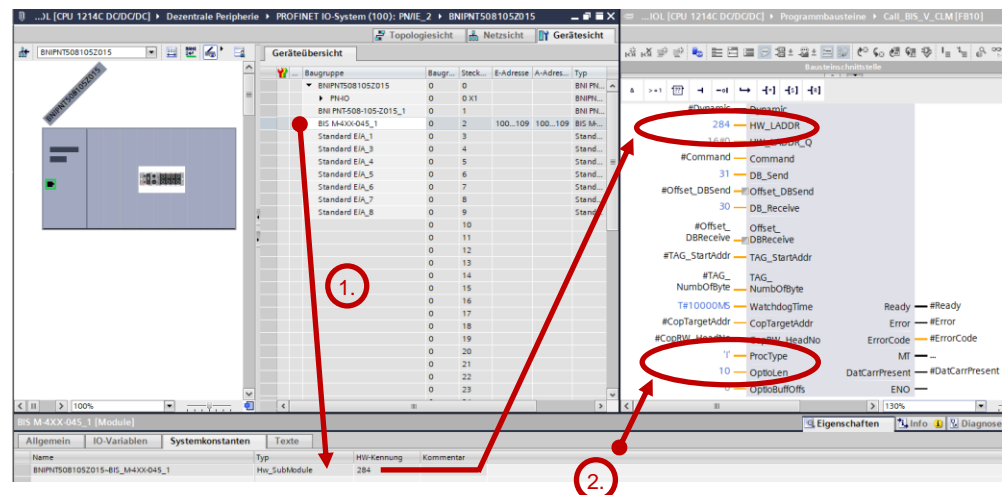 ...OL [CPU 1214C DC/DC/DC] ▸ Dezentrale Peripherie ▸ PROFINET IO-System (100): PN/IE_2 ▸ BNIPNT508105Z015
Topologiesicht Netzsicht Gerätesicht
BNIPNT508105Z015
BNIPNT508105Z015
100%
Geräteübersicht
... Baugruppe Baugr... Steck... E-Adresse A-Adres... Typ
BNIPNT508105Z015 0 0 BNI PN...
PN-IO 0 0 X1 BNIPN...
BNI PNT-508-105-Z015_1 0 1 BNI PN...
BIS M-4XX-045_1 0 2 100...109 100...109 BIS M-...
Standard E/A_1 0 3 Stand...
Standard E/A_2 0 4 Stand...
Standard E/A_3 0 5 Stand...
Standard E/A_4 0 6 Stand...
Standard E/A_5 0 7 Stand...
Standard E/A_6 0 8 Stand...
Standard E/A_8 0 9 Stand...
0 10
0 11
0 12
0 13
0 14
0 15
0 16
0 17
0 18
0 19
0 20
0 21
0 22
0 23
1.
...IOL [CPU 1214C DC/DC/DC] ▸ Programmbausteine ▸ Call_BIS_V_CLM [FB10]
Bausteinschnittstelle
& >=1
#Dynamic Dynamic
284 HW_LADDR
16#0 HW_LADDR_Q
#Command Command
31 DB_Send
#Offset_DBSend Offset_DBSend
30 DB_Receive
#Offset_ Offset_
DBReceive DBReceive
#TAG_StartAddr TAG_StartAddr
#TAG_ TAG_
NumbOfByte NumbOfByte
T#10000MS WatchdogTime Ready #Ready
#CopTargetAddr CopTargetAddr Error #Error
#CopRW_HeadNo CopRW_HeadNo ErrorCode #ErrorCode
'I' ProcType MT ...
10 OptioLen DatCarrPresent #DatCarrPresent
OptioBuffOffs ENO
130%
BIS M-4XX-045_1 [Module]
Eigenschaften Info Diagnose
Allgemein IO-Variablen Systemkonstanten Texte
Name Typ HW-Kennung Kommentar
BNIPNT508105Z015~BIS_M-4XX-045_1 Hw_SubModule 284
2.